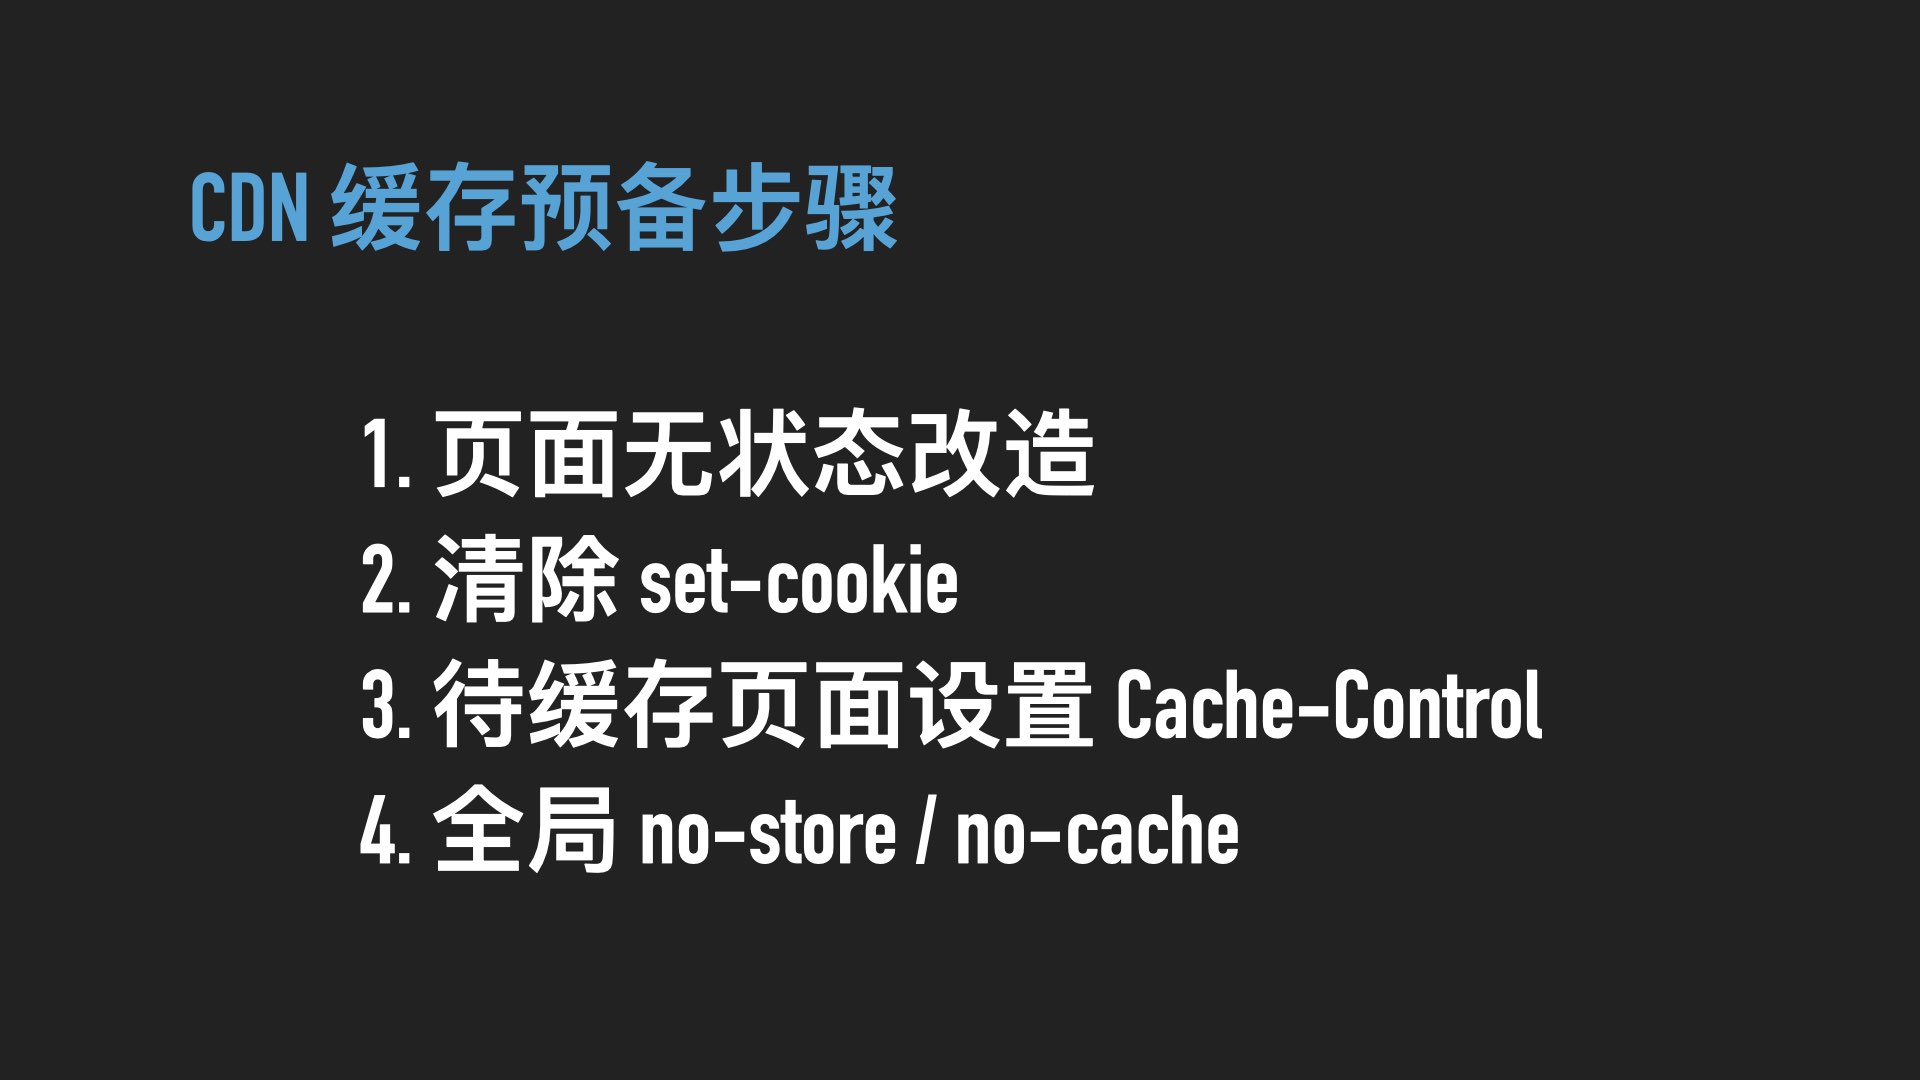 CDN 缓存预备步骤
1. 页面无状态改造
2. 清除 set-cookie
3. 待缓存页面设置 Cache-Control
4. 全局 no-store / no-cache